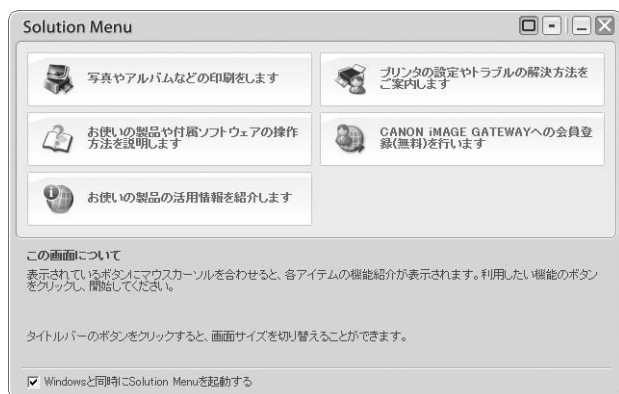 Solution Menu
写真やアルバムなどの印刷をします
プリンタの設定やトラブルの解決方法を
ご案内します
お使いの製品や付属ソフトウェアの操作
方法を説明します
CANON iMAGE GATEWAYへの会員登
録(無料)を行います
お使いの製品の活用情報を紹介します
この画面について
表示されているボタンにマウスカーソルを合わせると、各アイテムの機能紹介が表示されます。利用したい機能のボタン
をクリックし、開始してください。
タイトルバーのボタンをクリックすると、画面サイズを切り替えることができます。
Windowsと同時にSolution Menuを起動する